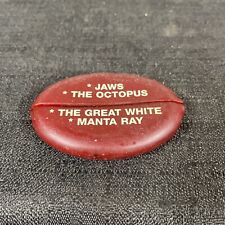 * JAWS
* THE OCTOPUS
* THE GREAT WHITE
* MANTA RAY